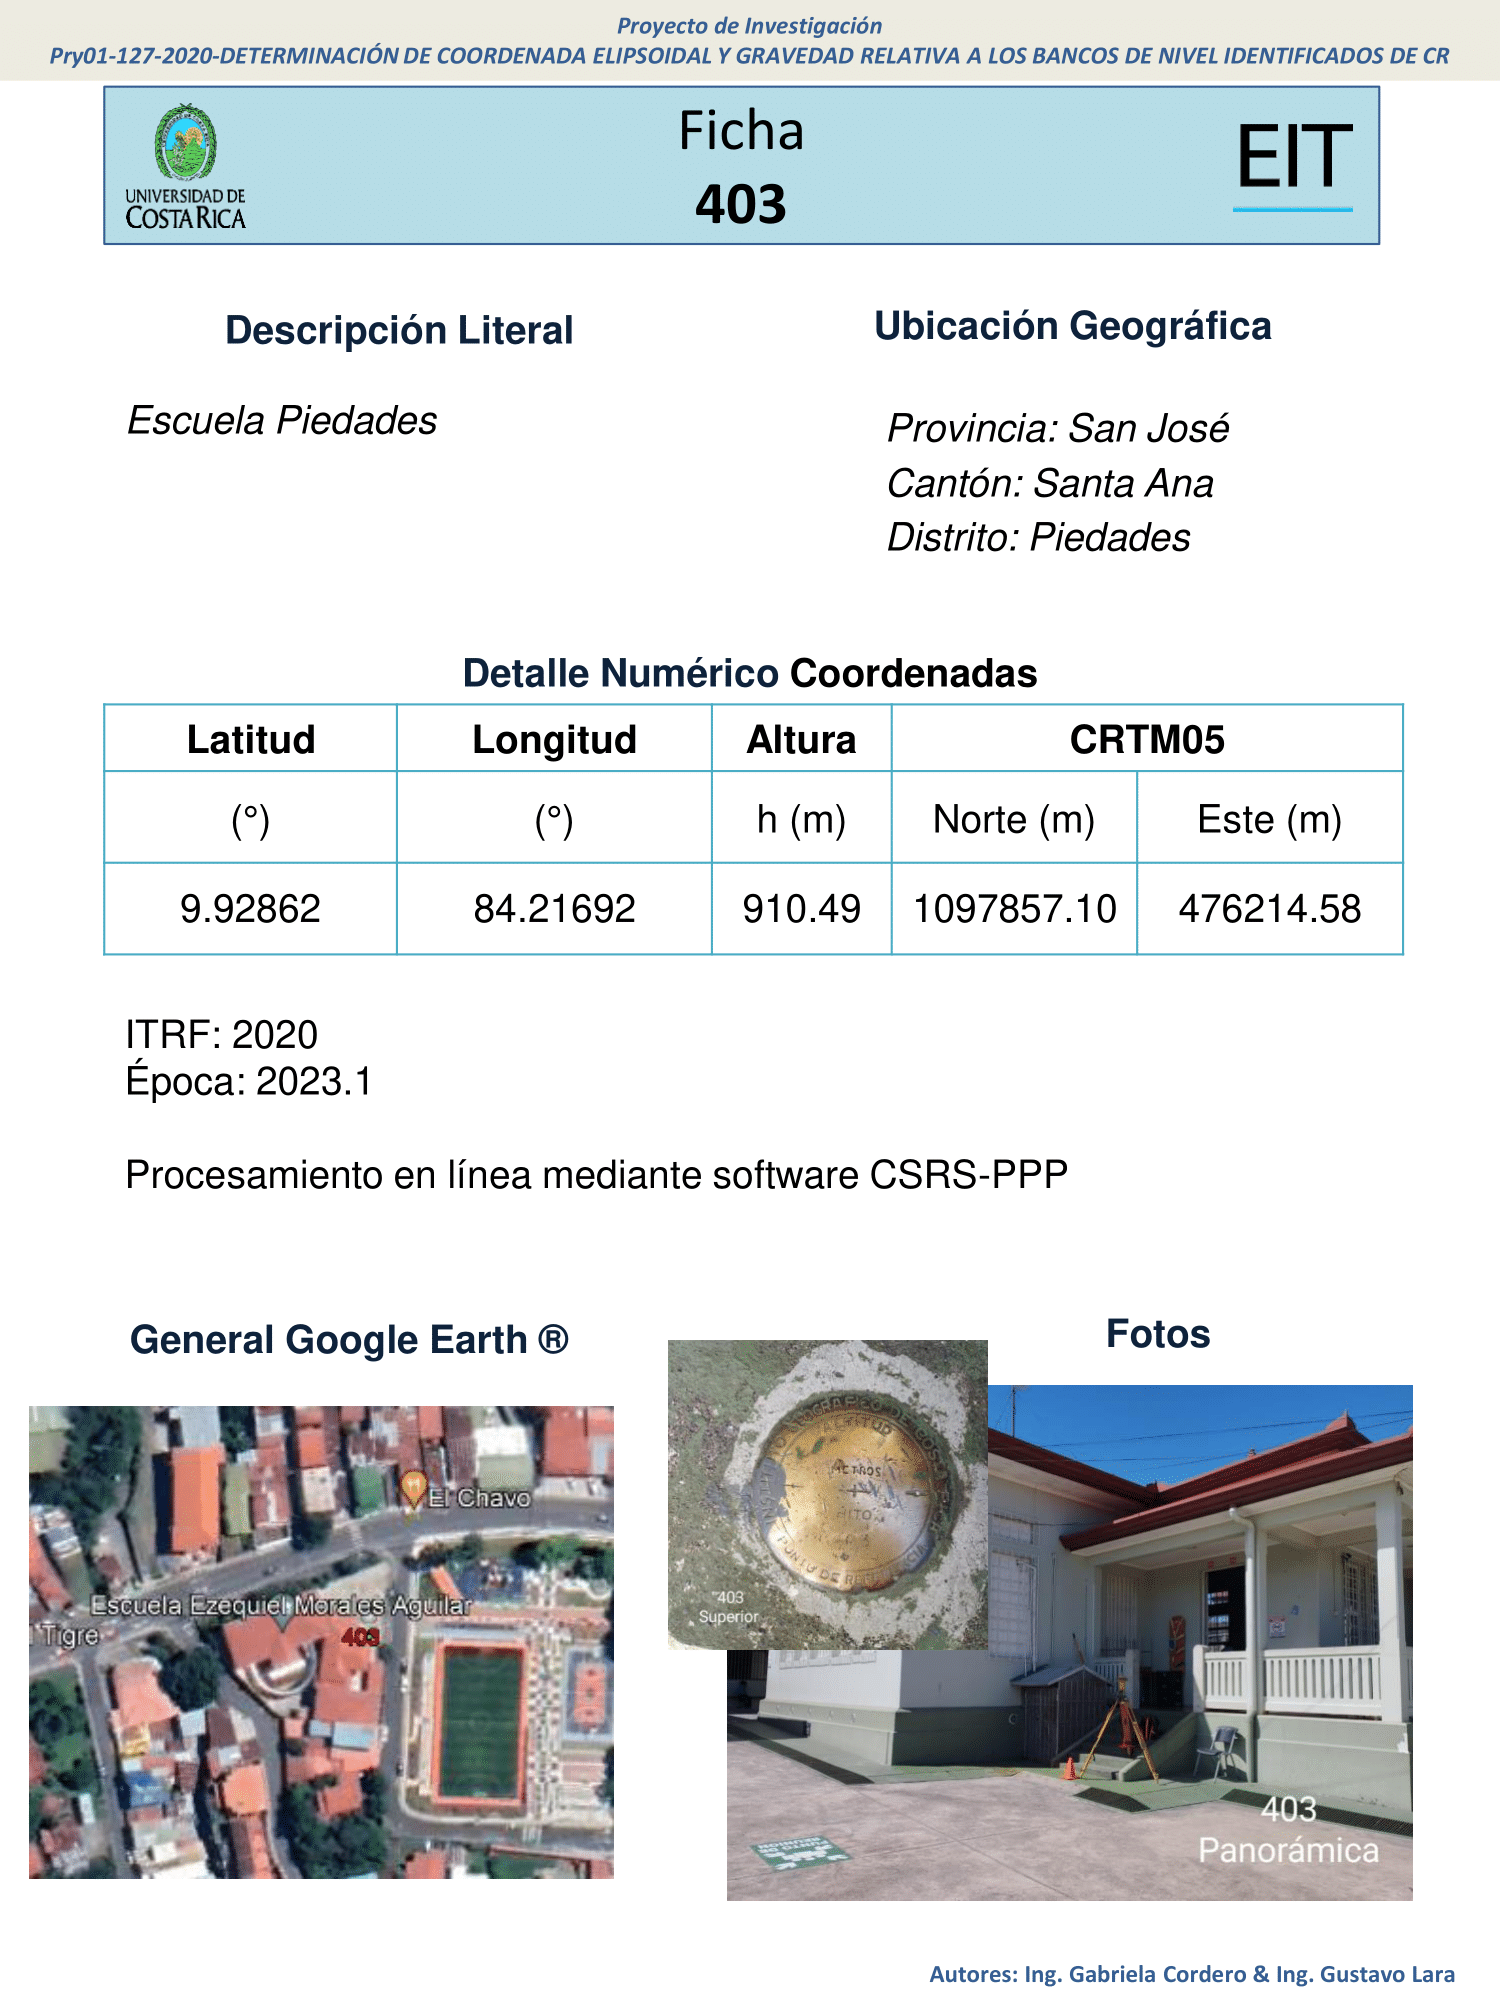 Proyecto de Investigación
Pry01-127-2020-DETERMINACIÓN DE COORDENADA ELIPSOIDAL Y GRAVEDAD RELATIVA A LOS BANCOS DE NIVEL IDENTIFICADOS DE CR
UNIVERSIDAD DE
COSTA RICA
Ficha
403
EIT
Descripción Literal
Escuela Piedades
Ubicación Geográfica
Provincia: San José
Cantón: Santa Ana
Distrito: Piedades
Detalle Numérico Coordenadas
Latitud Longitud Altura CRTM05
(°) (°) h (m) Norte (m) Este (m)
9.92862 84.21692 910.49 1097857.10 476214.58
ITRF: 2020
Época: 2023.1
Procesamiento en línea mediante software CSRS-PPP
General Google Earth ®
El Chavo
Escuela Ezequiel Morales Aguilar
Tigre
403
Fotos
METROS
HITO
PUNTO DE
403
Superior
PUNTO DE
REUNIÓN
403
Panorámica
Autores: Ing. Gabriela Cordero & Ing. Gustavo Lara